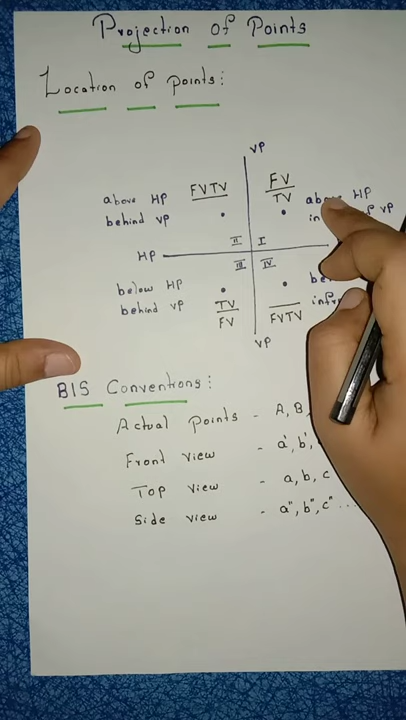 Projection of Points
Location of points:
VP
above HP
behind VP
FVTV
FV
TV
HP
VP
II
I
HP
III
IV
below HP
behind VP
TV
FV
FVTV
VP
BIS Conventions:
Actual Points - A, B,
Front view - a', b',
Top view - a, b, c
Side view - a", b", c" ...